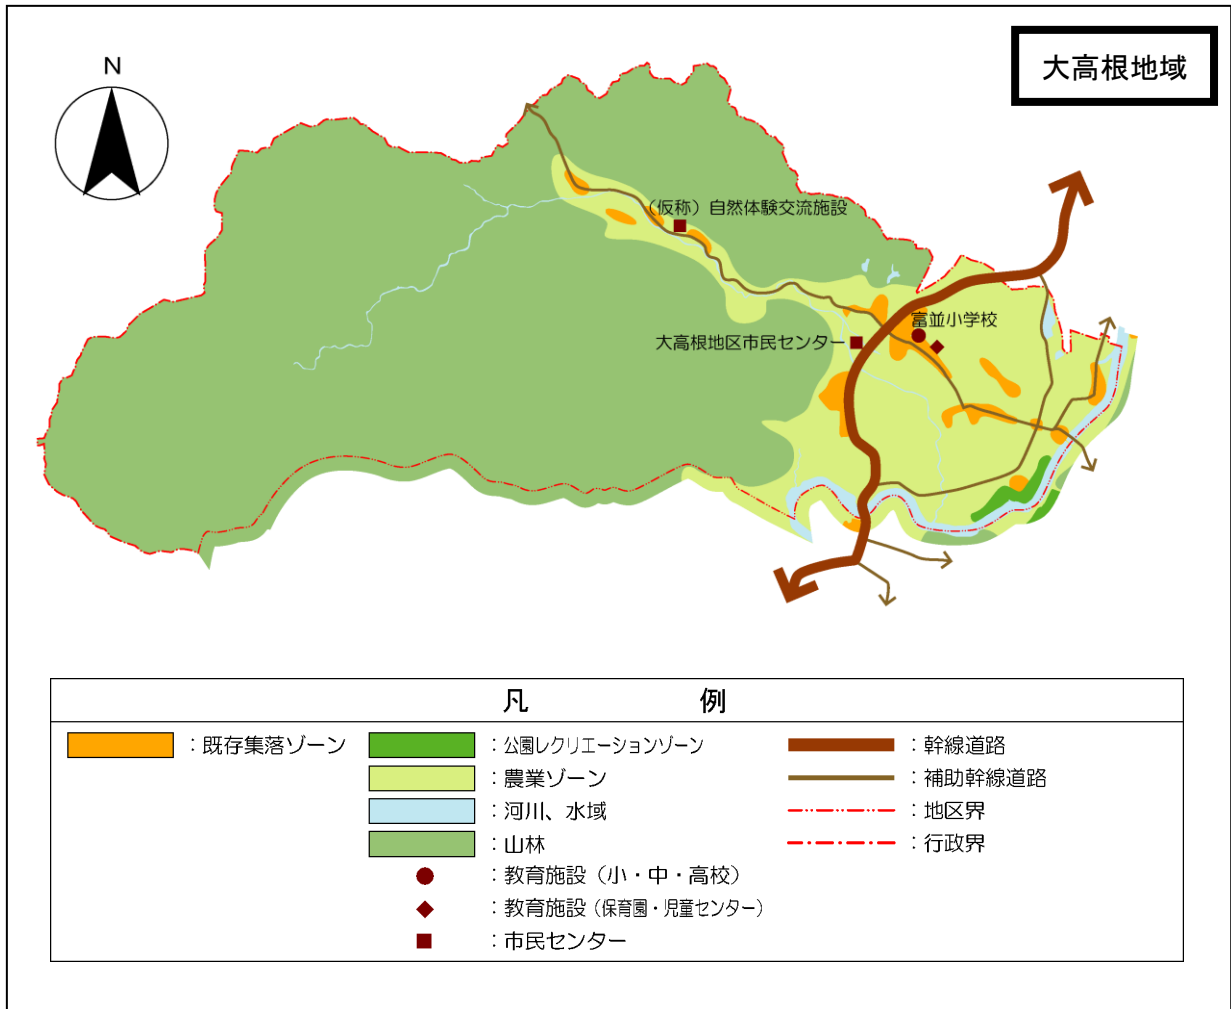 大高根地域
N
（仮称）自然体験交流施設
富並小学校
大高根地区市民センター
凡 例
：既存集落ゾーン
：公園レクリエーションゾーン
：農業ゾーン
：河川、水域
：山林
：教育施設（小・中・高校）
：教育施設（保育園・児童センター）
：市民センター
：幹線道路
：補助幹線道路
：地区界
：行政界